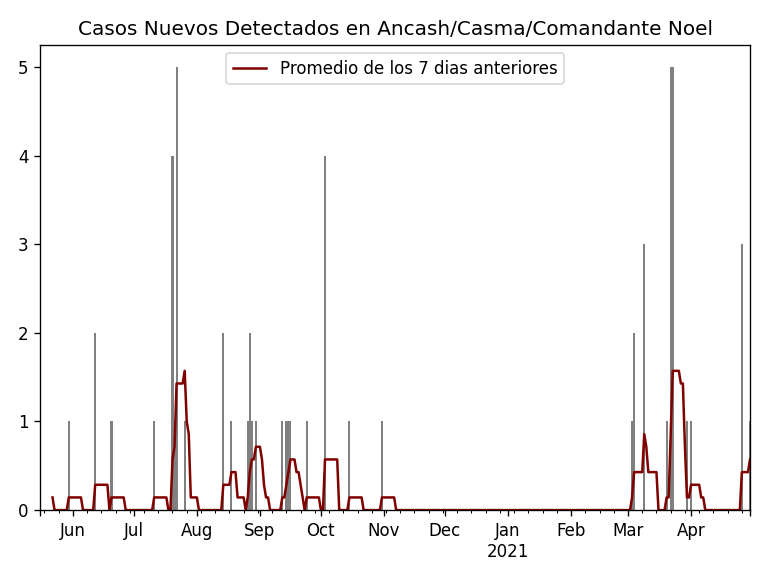 Casos Nuevos Detectados en Ancash/Casma/Comandante Noel
Promedio de los 7 dias anteriores
5
4
3
2
1
0
Jun Jul Aug Sep Oct Nov Dec Jan Feb Mar Apr
2021